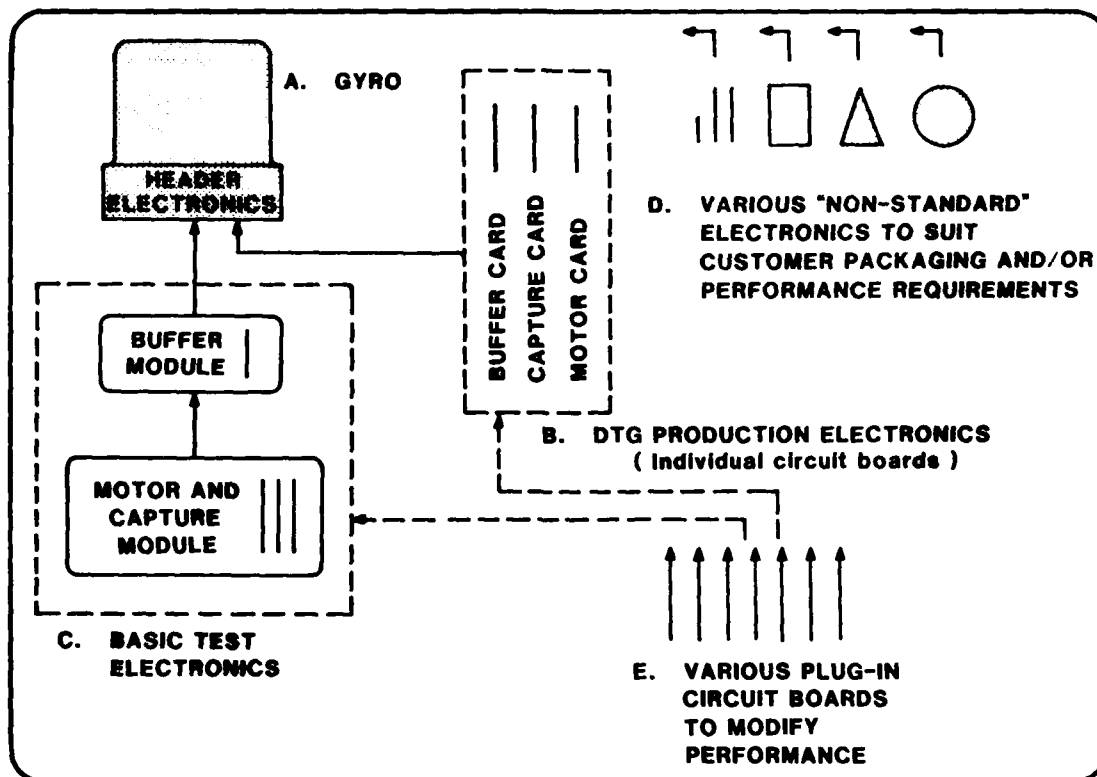 A. GYRO
HEADER
ELECTRONICS
BUFFER CARD
CAPTURE CARD
MOTOR CARD
D. VARIOUS "NON-STANDARD"
ELECTRONICS TO SUIT
CUSTOMER PACKAGING AND/OR
PERFORMANCE REQUIREMENTS
BUFFER
MODULE
B. DTG PRODUCTION ELECTRONICS
( Individual circuit boards )
MOTOR AND
CAPTURE
MODULE
C. BASIC TEST
ELECTRONICS
E. VARIOUS PLUG-IN
CIRCUIT BOARDS
TO MODIFY
PERFORMANCE